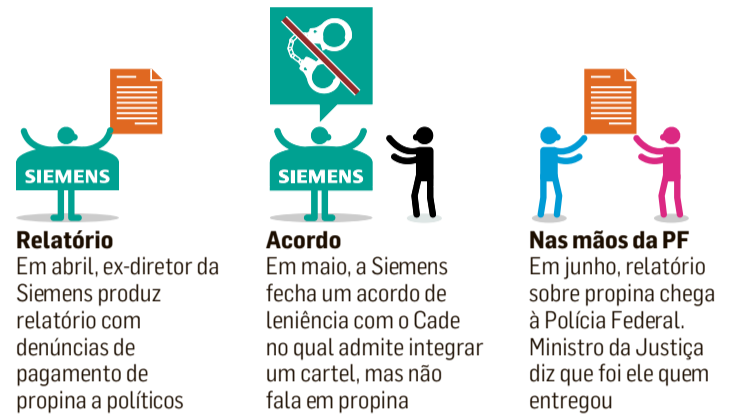 SIEMENS
Relatório
Em abril, ex-diretor da
Siemens produz
relatório com
denúncias de
pagamento de
propina a políticos
SIEMENS
Acordo
Em maio, a Siemens
fecha um acordo de
leniência com o Cade
no qual admite integrar
um cartel, mas não
fala em propina
Nas mãos da PF
Em junho, relatório
sobre propina chega
à Polícia Federal.
Ministro da Justiça
diz que foi ele quem
entregou